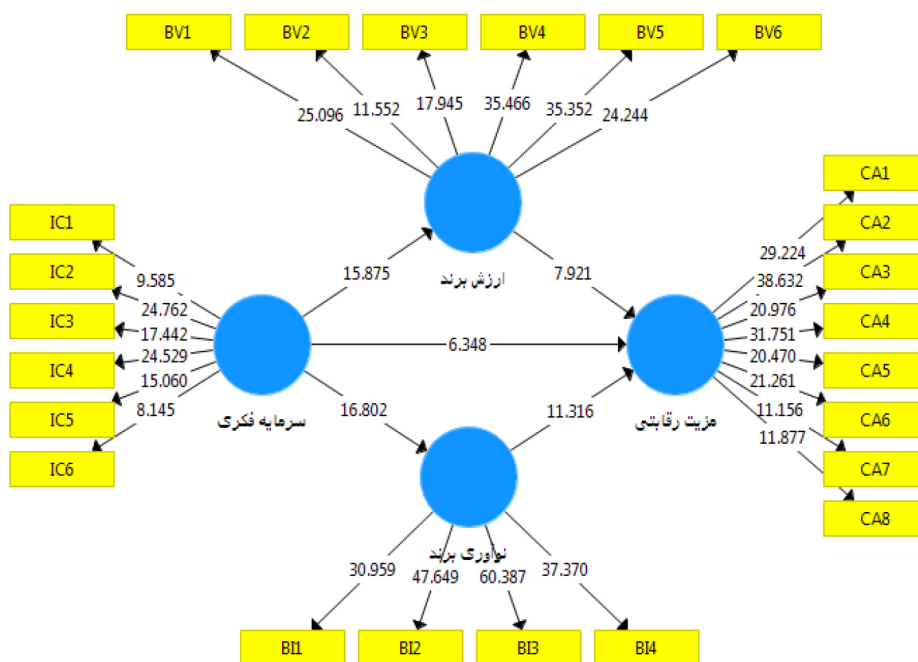 BV1 BV2 BV3 BV4 BV5 BV6
25.096 11.552 17.945 35.466 35.352 24.244
ارزش برند
IC1
IC2
IC3
IC4
IC5
IC6
9.585
24.762
17.442
24.529
15.060
8.145
سرمایه فکری
15.875
7.921
6.348
16.802
11.316
CA1
CA2
CA3
CA4
CA5
CA6
CA7
CA8
29.224
38.632
20.976
31.751
20.470
21.261
11.156
11.877
مزیت رقابتی
نوآوری برند
30.959 47.649 60.387 37.370
BI1 BI2 BI3 BI4